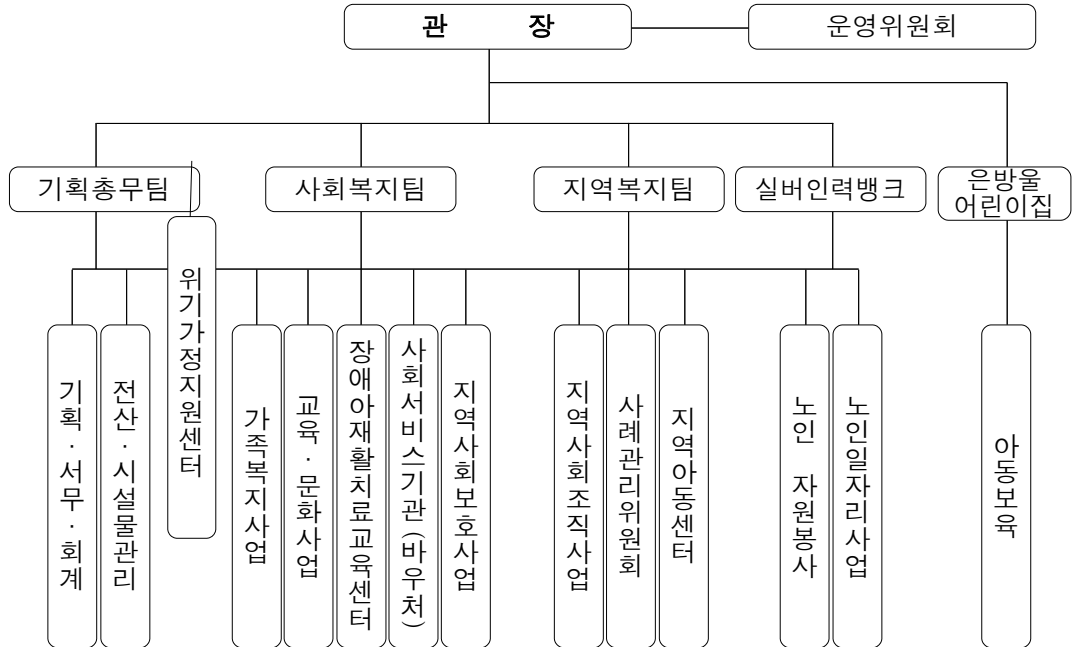 관 장
운영위원회
기획총무팀
사회복지팀
지역복지팀
실버인력뱅크
은방울
어린이집
위기가정지원센터
기획·서무·회계
전산·시설물관리
가족복지사업
교육·문화사업
장애아재활치료교육센터
사회서비스기관(바우처)
지역사회보호사업
지역사회조직사업
사례관리위원회
지역아동센터
노인 자원봉사
노인일자리사업
아동보육